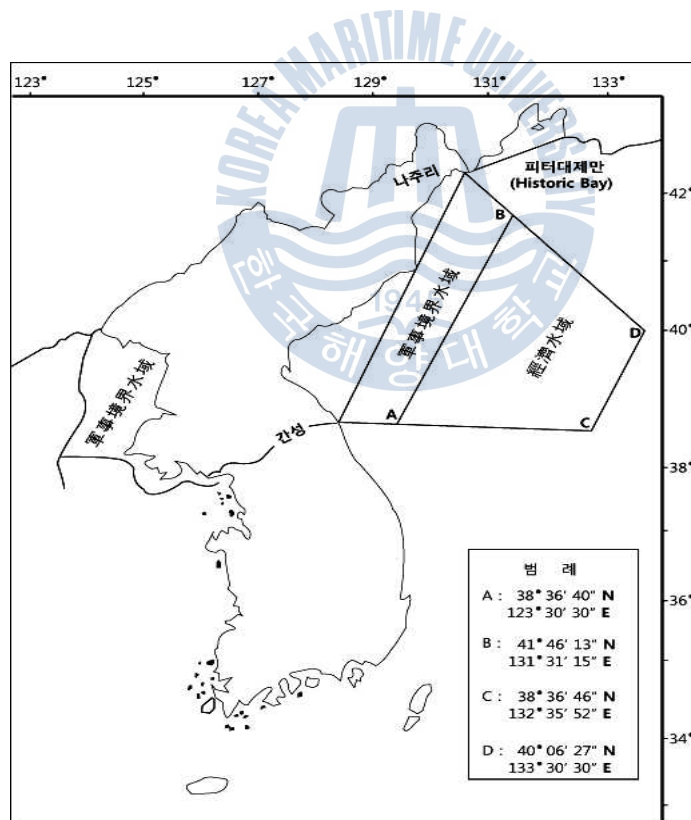 KOREA MARITIME UNIVERSITY
123° 125° 127° 129° 131° 133°
피터대제만
(Historic Bay)
나주리
42°
B
軍事境界水域
1945
한국해양대학교
經濟水域
D
40°
軍事境界水域
A
C
간성
38°
범 례
A : 38° 36′ 40″ N
123° 30′ 30″ E
B : 41° 46′ 13″ N
131° 31′ 15″ E
C : 38° 36′ 46″ N
132° 35′ 52″ E
D : 40° 06′ 27″ N
133° 30′ 30″ E
36°
34°